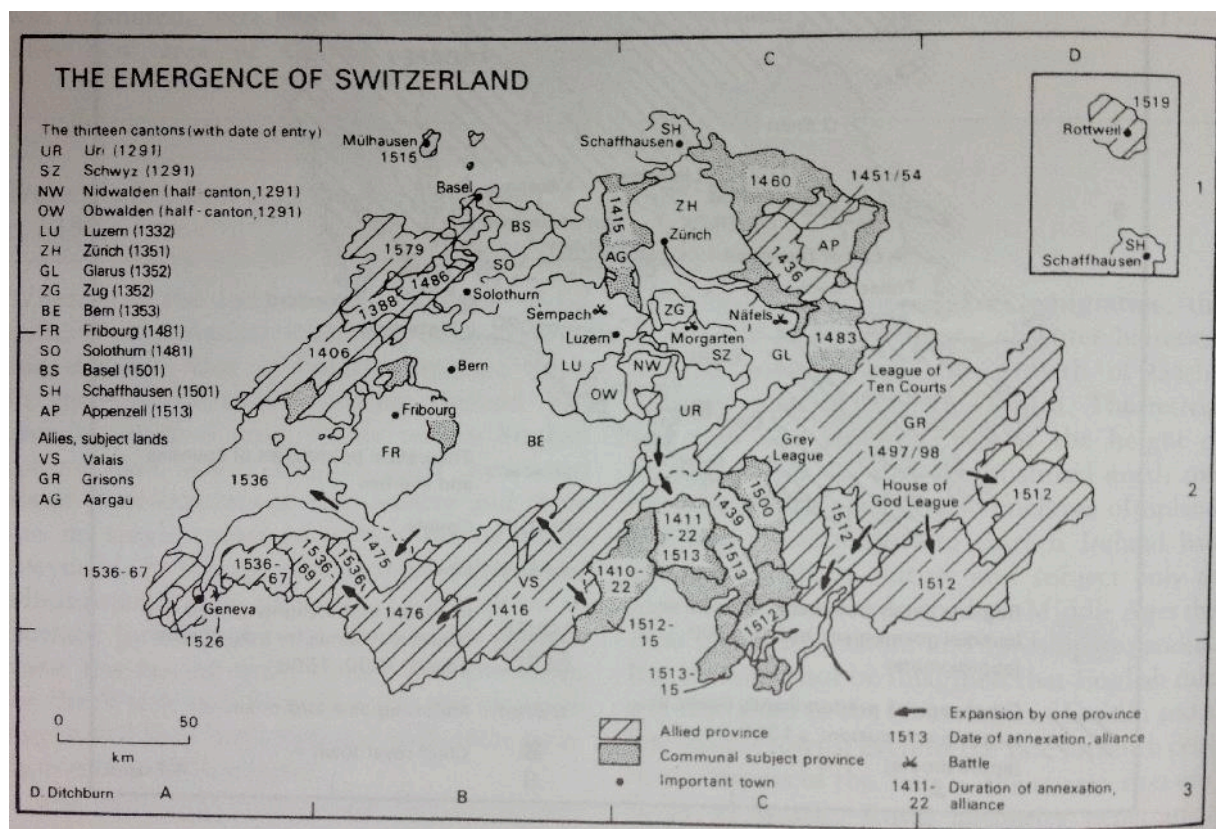 C
D
THE EMERGENCE OF SWITZERLAND
The thirteen cantons (with date of entry)
UR Uri (1291)
SZ Schwyz (1291)
NW Nidwalden (half-canton,1291)
OW Obwalden (half-canton,1291)
LU Luzern (1332)
ZH Zürich (1351)
GL Glarus (1352)
ZG Zug (1352)
BE Bern (1353)
FR Fribourg (1481)
SO Solothurn (1481)
BS Basel (1501)
SH Schaffhausen (1501)
AP Appenzell (1513)
Allies, subject lands
VS Valais
GR Grisons
AG Aargau
Mülhausen
1515
Basel
BS
SO
1579
1486
1388
1406
Solothurn
Bern
Fribourg
FR
BE
1536
SH
Schaffhausen
1460
1451/54
1415
AG
ZH
Zürich
AP
1436
Sempach
Luzern
LU
OW
NW
ZG
Morgarten
SZ
Näfels
GL
1483
UR
1519
Rottweil
SH
Schaffhausen
1
League of
Ten Courts
GR
Grey
League
1497/98
House of
God League
1512
1512
1512
2
1500
1439
1411
-22
1513
1513
1410-
22
1512-
15
1512
1513-
15
VS
1416
1476
1475
1536-
1536-
69
1536-
67
1536-67
Geneva
1526
3
0 50
km
D. Ditchburn
A
B
C
Allied province
Communal subject province
Important town
Expansion by one province
1513 Date of annexation, alliance
Battle
1411-
22 Duration of annexation,
alliance
3